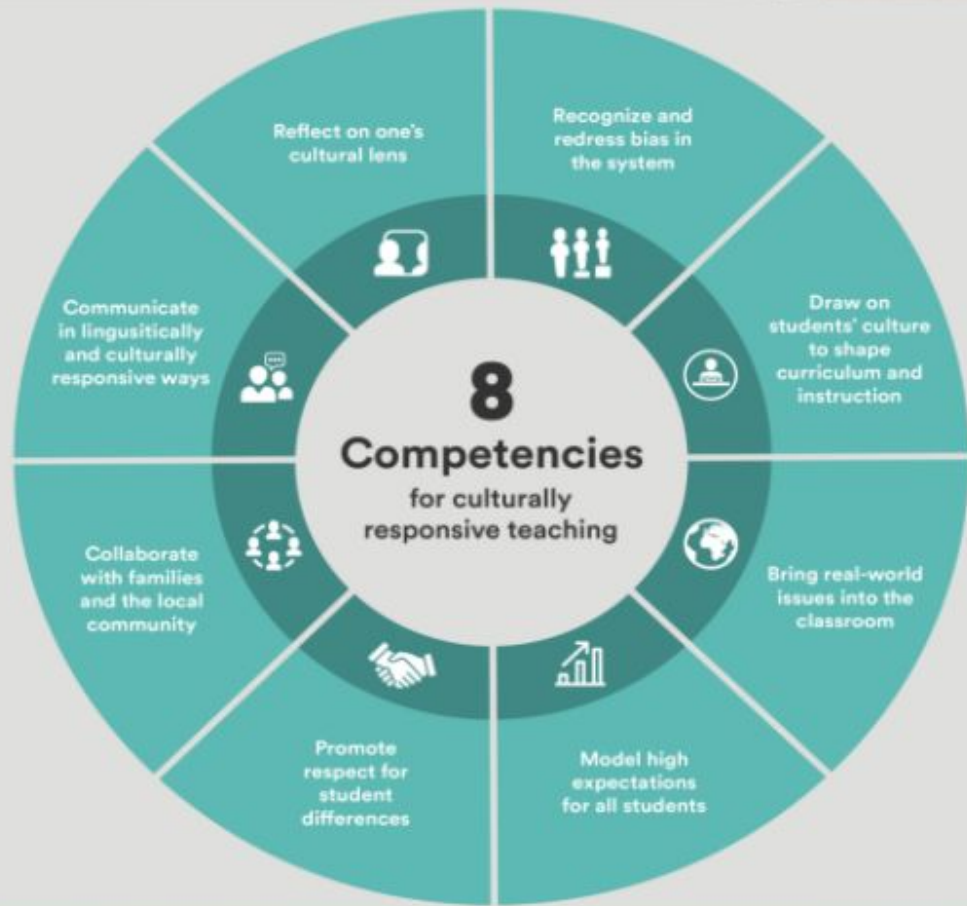 8
Competencies
for culturally
responsive teaching
Reflect on one's
cultural lens
Recognize and
redress bias in
the system
Draw on
students' culture
to shape
curriculum and
instruction
Bring real-world
issues into the
classroom
Model high
expectations
for all students
Promote
respect for
student
differences
Collaborate
with families
and the local
community
Communicate
in lingusitically
and culturally
responsive ways